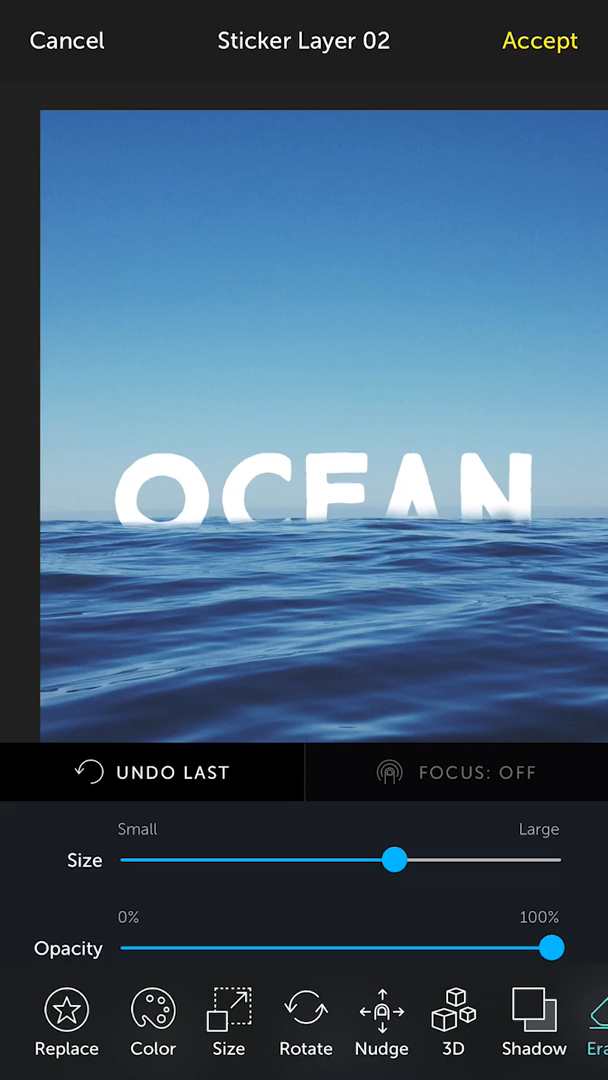 Cancel Sticker Layer 02 Accept
OCEAN
UNDO LAST FOCUS: OFF
Small Large
Size
0% 100%
Opacity
Replace Color Size Rotate Nudge 3D Shadow Era